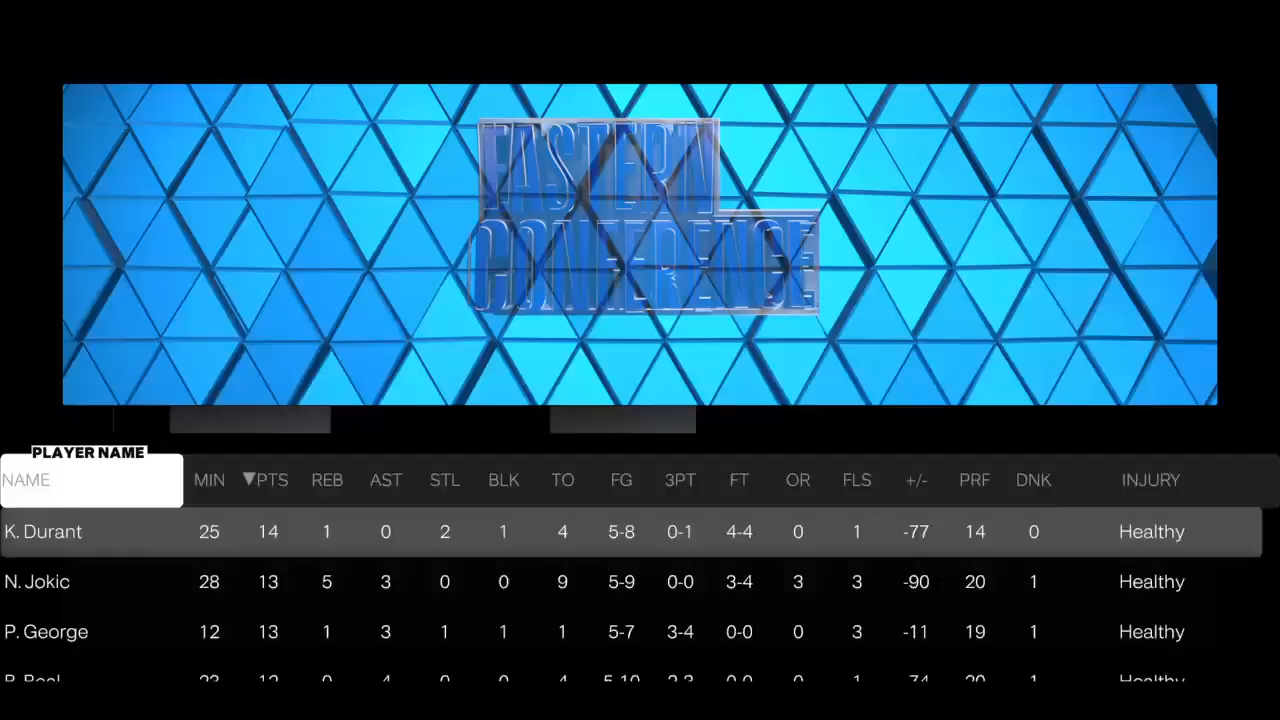 EASTERN
CONFERENCE
PLAYER NAME
NAME MIN ▼PTS REB AST STL BLK TO FG 3PT FT OR FLS +/- PRF DNK INJURY
K. Durant 25 14 1 0 2 1 4 5-8 0-1 4-4 0 1 -77 14 0 Healthy
N. Jokic 28 13 5 3 0 0 9 5-9 0-0 3-4 3 3 -90 20 1 Healthy
P. George 12 13 1 3 1 1 1 5-7 3-4 0-0 0 3 -11 19 1 Healthy